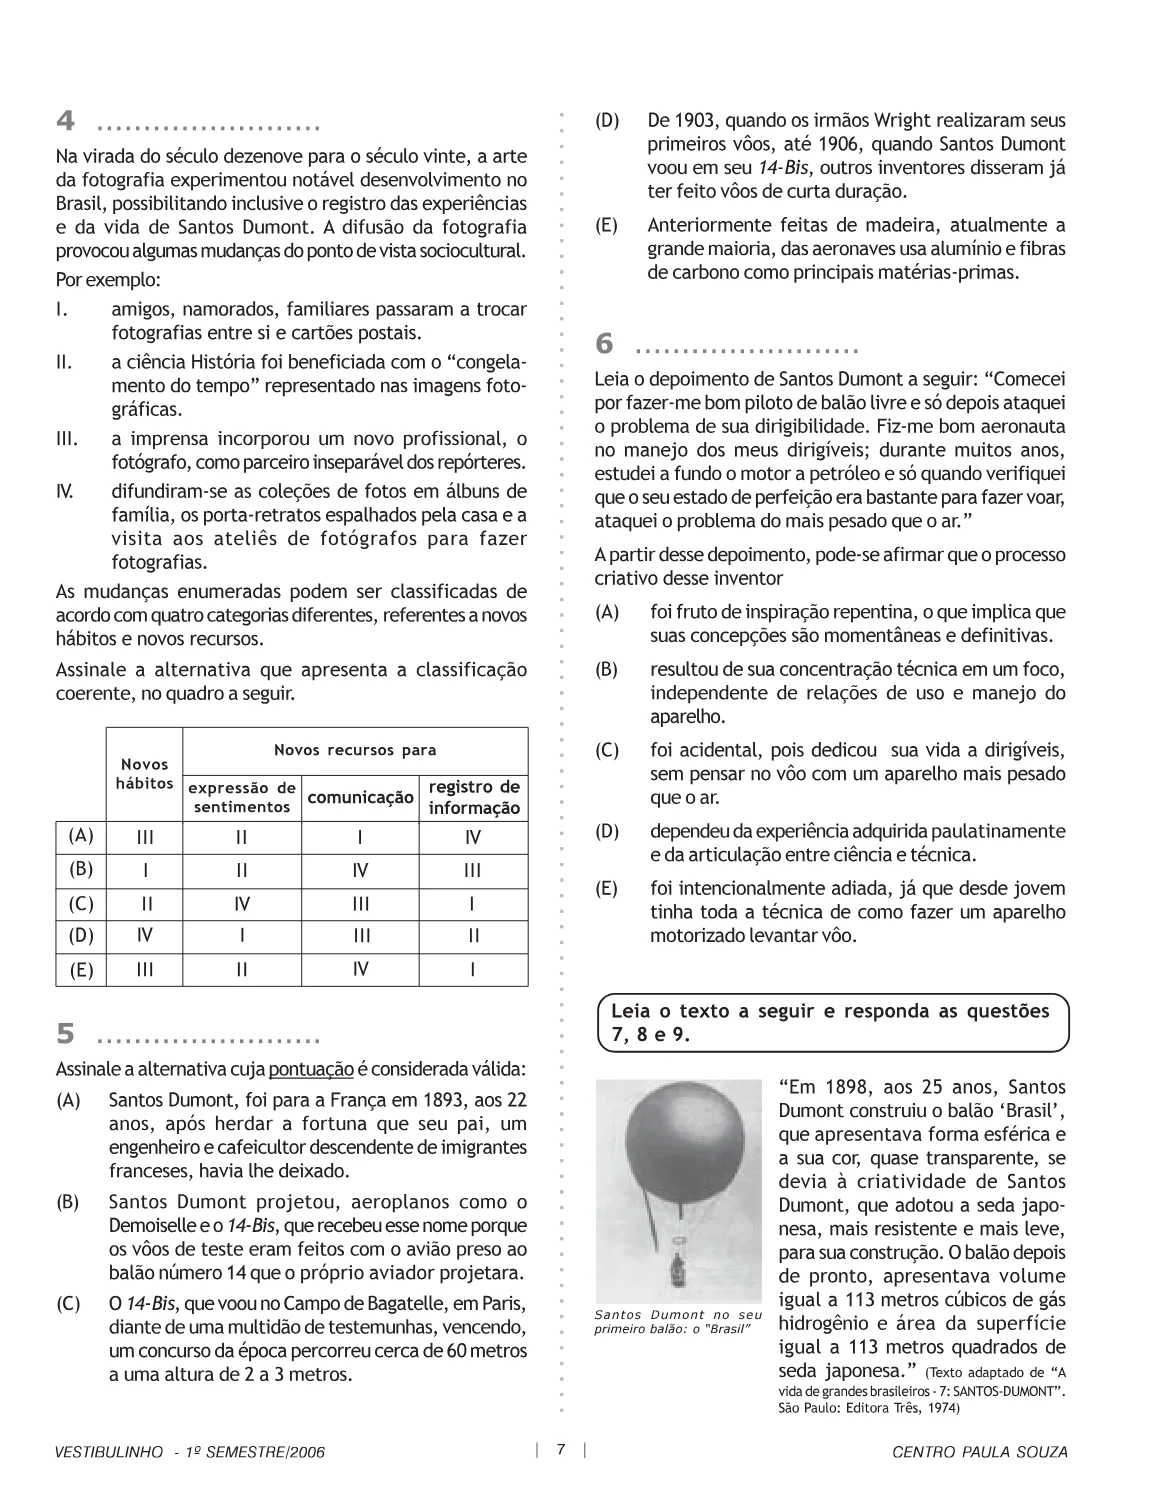 4 ........................
Na virada do século dezenove para o século vinte, a arte
da fotografia experimentou notável desenvolvimento no
Brasil, possibilitando inclusive o registro das experiências
e da vida de Santos Dumont. A difusão da fotografia
provocou algumas mudanças do ponto de vista sociocultural.
Por exemplo:
I. amigos, namorados, familiares passaram a trocar
fotografias entre si e cartões postais.
II. a ciência História foi beneficiada com o “congela-
mento do tempo” representado nas imagens foto-
gráficas.
III. a imprensa incorporou um novo profissional, o
fotógrafo, como parceiro inseparável dos repórteres.
IV. difundiram-se as coleções de fotos em álbuns de
família, os porta-retratos espalhados pela casa e a
visita aos ateliês de fotógrafos para fazer
fotografias.
As mudanças enumeradas podem ser classificadas de
acordo com quatro categorias diferentes, referentes a novos
hábitos e novos recursos.
Assinale a alternativa que apresenta a classificação
coerente, no quadro a seguir.
Novos recursos para
Novos
hábitos
expressão de
sentimentos
comunicação
registro de
informação
(A) III II I IV
(B) I II IV III
(C) II IV III I
(D) IV I III II
(E) III II IV I
5 ........................
Assinale a alternativa cuja pontuação é considerada válida:
(A) Santos Dumont, foi para a França em 1893, aos 22
anos, após herdar a fortuna que seu pai, um
engenheiro e cafeicultor descendente de imigrantes
franceses, havia lhe deixado.
(B) Santos Dumont projetou, aeroplanos como o
Demoiselle e o 14-Bis, que recebeu esse nome porque
os vôos de teste eram feitos com o avião preso ao
balão número 14 que o próprio aviador projetara.
(C) O 14-Bis, que voou no Campo de Bagatelle, em Paris,
diante de uma multidão de testemunhas, vencendo,
um concurso da época percorreu cerca de 60 metros
a uma altura de 2 a 3 metros.
(D) De 1903, quando os irmãos Wright realizaram seus
primeiros vôos, até 1906, quando Santos Dumont
voou em seu 14-Bis, outros inventores disseram já
ter feito vôos de curta duração.
(E) Anteriormente feitas de madeira, atualmente a
grande maioria, das aeronaves usa alumínio e fibras
de carbono como principais matérias-primas.
6 ........................
Leia o depoimento de Santos Dumont a seguir: “Comecei
por fazer-me bom piloto de balão livre e só depois ataquei
o problema de sua dirigibilidade. Fiz-me bom aeronauta
no manejo dos meus dirigíveis; durante muitos anos,
estudei a fundo o motor a petróleo e só quando verifiquei
que o seu estado de perfeição era bastante para fazer voar,
ataquei o problema do mais pesado que o ar.”
A partir desse depoimento, pode-se afirmar que o processo
criativo desse inventor
(A) foi fruto de inspiração repentina, o que implica que
suas concepções são momentâneas e definitivas.
(B) resultou de sua concentração técnica em um foco,
independente de relações de uso e manejo do
aparelho.
(C) foi acidental, pois dedicou sua vida a dirigíveis,
sem pensar no vôo com um aparelho mais pesado
que o ar.
(D) dependeu da experiência adquirida paulatinamente
e da articulação entre ciência e técnica.
(E) foi intencionalmente adiada, já que desde jovem
tinha toda a técnica de como fazer um aparelho
motorizado levantar vôo.
Leia o texto a seguir e responda as questões
7, 8 e 9.
Santos Dumont no seu
primeiro balão: o “Brasil”
“Em 1898, aos 25 anos, Santos
Dumont construiu o balão ‘Brasil’,
que apresentava forma esférica e
a sua cor, quase transparente, se
devia à criatividade de Santos
Dumont, que adotou a seda japo-
nesa, mais resistente e mais leve,
para sua construção. O balão depois
de pronto, apresentava volume
igual a 113 metros cúbicos de gás
hidrogênio e área da superfície
igual a 113 metros quadrados de
seda japonesa.” (Texto adaptado de “A
vida de grandes brasileiros - 7: SANTOS-DUMONT”.
São Paulo: Editora Três, 1974)
VESTIBULINHO - 1º SEMESTRE/2006
7
CENTRO PAULA SOUZA